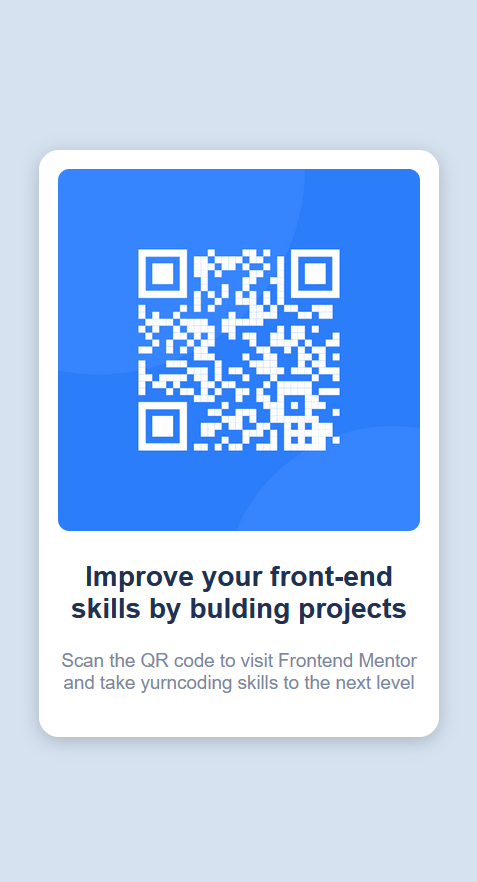 Improve your front-end
skills by bulding projects
Scan the QR code to visit Frontend Mentor
and take yurncoding skills to the next level